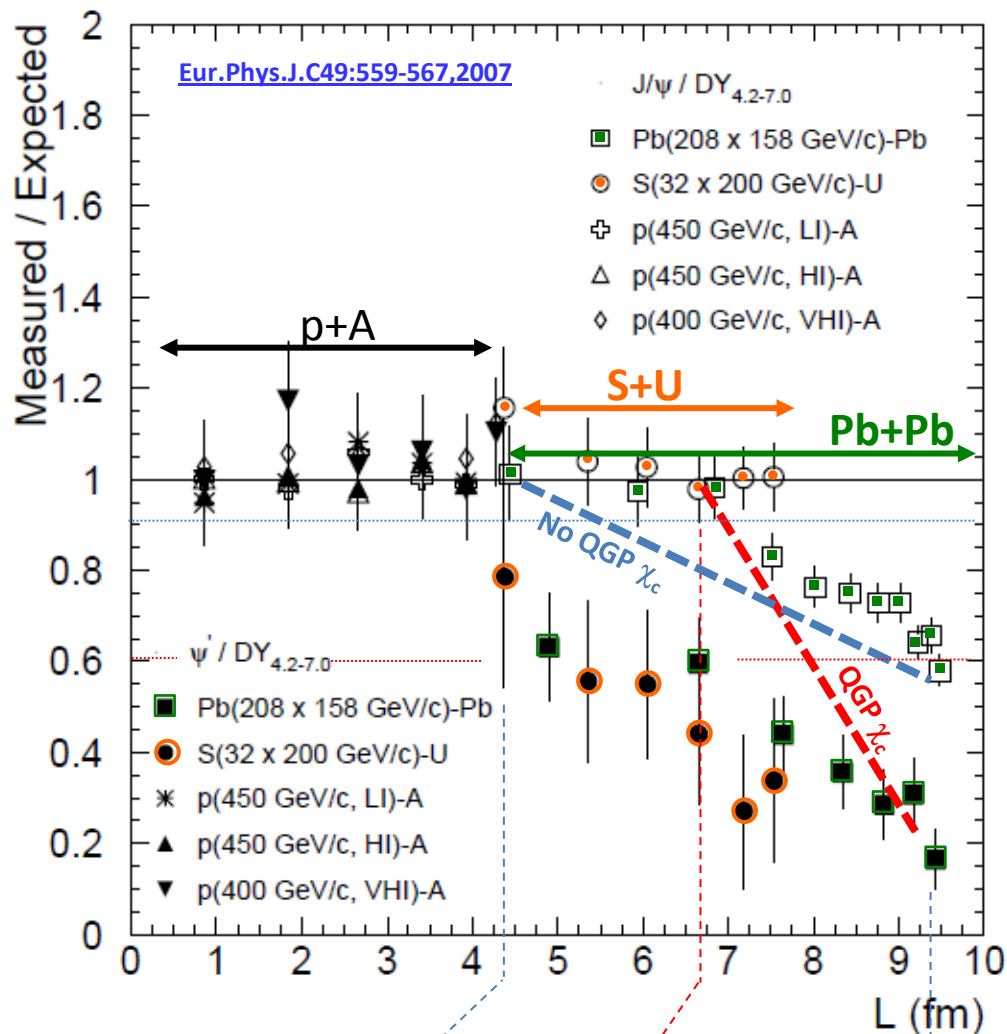 Measured / Expected
2
1.8
1.6
1.4
1.2
1
0.8
0.6
0.4
0.2
0
Eur.Phys.J.C49:559-567,2007
J/ψ / DY4.2-7.0
Pb(208 x 158 GeV/c)-Pb
S(32 x 200 GeV/c)-U
p(450 GeV/c, LI)-A
p(450 GeV/c, HI)-A
p(400 GeV/c, VHI)-A
p+A
S+U
Pb+Pb
No QGP χc
QGP χc
ψ' / DY4.2-7.0
Pb(208 x 158 GeV/c)-Pb
S(32 x 200 GeV/c)-U
p(450 GeV/c, LI)-A
p(450 GeV/c, HI)-A
p(400 GeV/c, VHI)-A
0 1 2 3 4 5 6 7 8 9 10
L (fm)